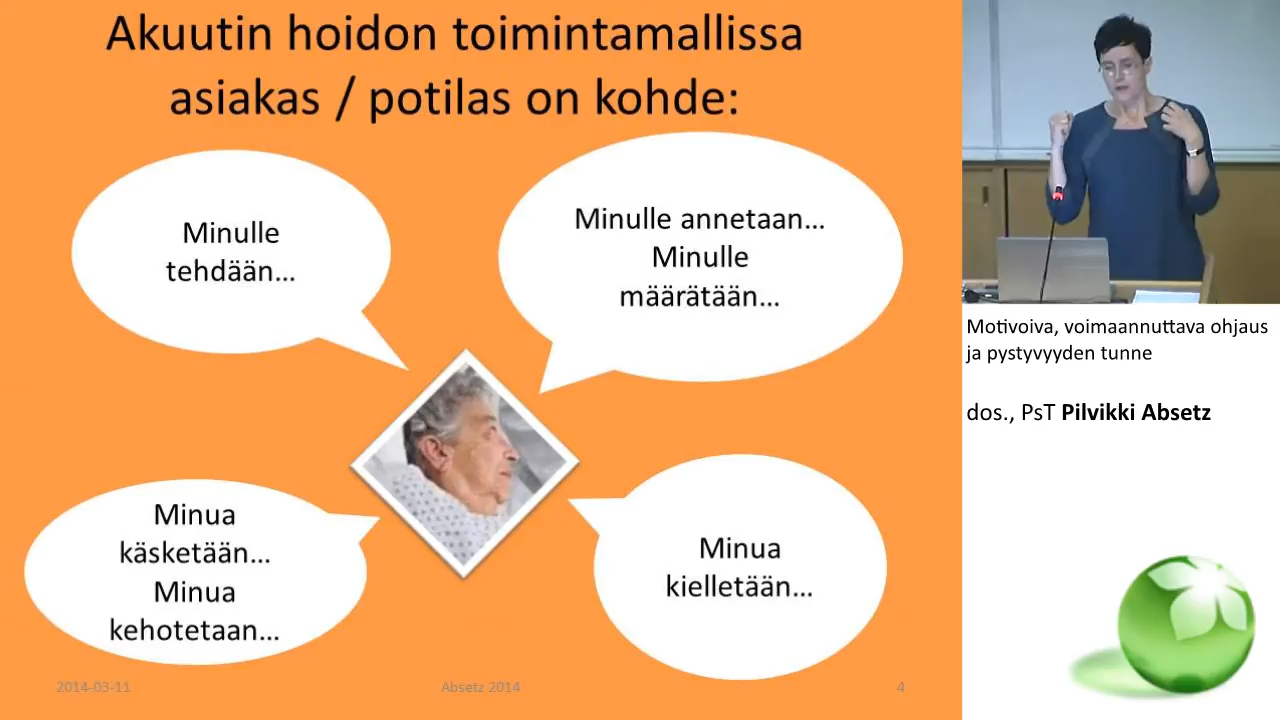 Akuutin hoidon toimintamallissa
asiakas / potilas on kohde:
Minulle
tehdään...
Minulle annetaan...
Minulle
määrätään...
Minua
käsketään...
Minua
kehotetaan...
Minua
kielletään...
2014-03-11
Absetz 2014
4
Motivoiva, voimaannuttava ohjaus
ja pystyvyyden tunne
dos., PsT Pilvikki Absetz